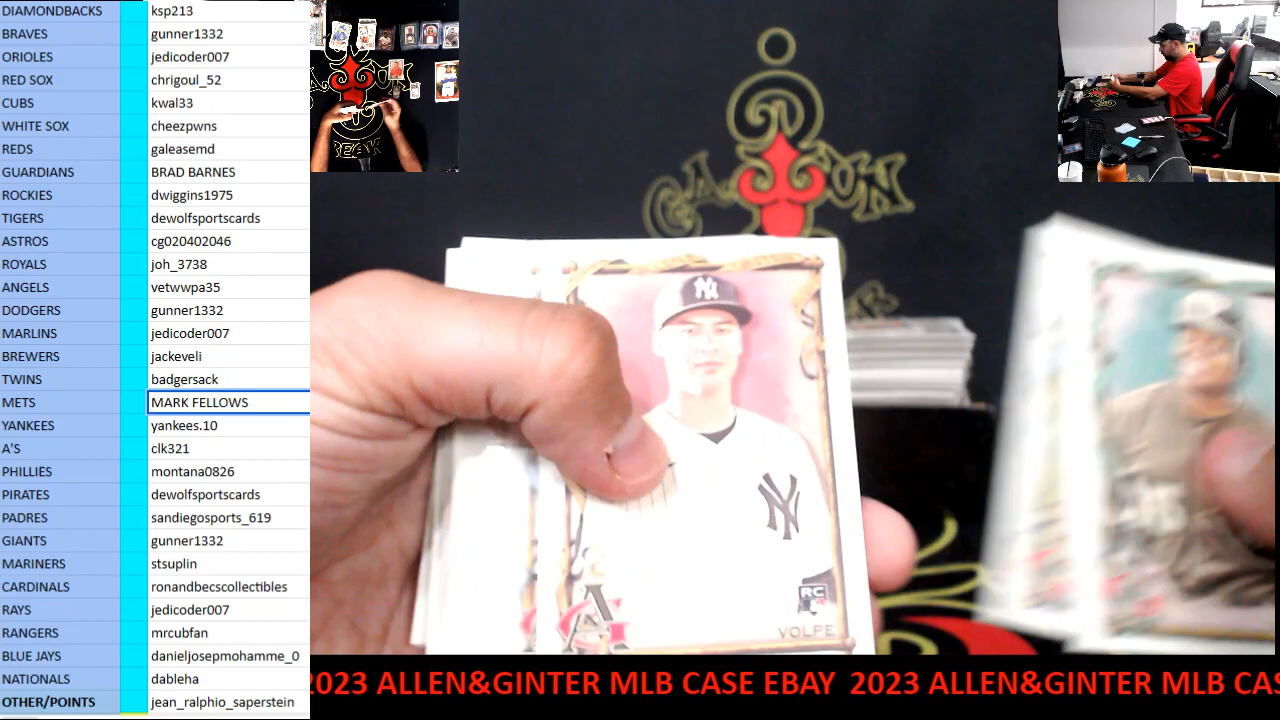 DIAMONDBACKS ksp213
BRAVES gunner1332
ORIOLES jedicoder007
RED SOX chrigoul_52
CUBS kwal33
WHITE SOX cheezpwns
REDS galeasemd
GUARDIANS BRAD BARNES
ROCKIES dwiggins1975
TIGERS dewolfsportscards
ASTROS cg020402046
ROYALS joh_3738
ANGELS vetwwpa35
DODGERS gunner1332
MARLINS jedicoder007
BREWERS jackeveli
TWINS badgersack
METS MARK FELLOWS
YANKEES yankees.10
A'S clk321
PHILLIES montana0826
PIRATES dewolfsportscards
PADRES sandiegosports_619
GIANTS gunner1332
MARINERS stsuplin
CARDINALS ronandbecscollectibles
RAYS jedicoder007
RANGERS mrcubfan
BLUE JAYS danieljosepmohamme_0
NATIONALS dableha
OTHER/POINTS jean_ralphio_saperstein
NY
NY
RC
VOLPE
2023 ALLEN&GINTER MLB CASE EBAY 2023 ALLEN&GINTER MLB CAS